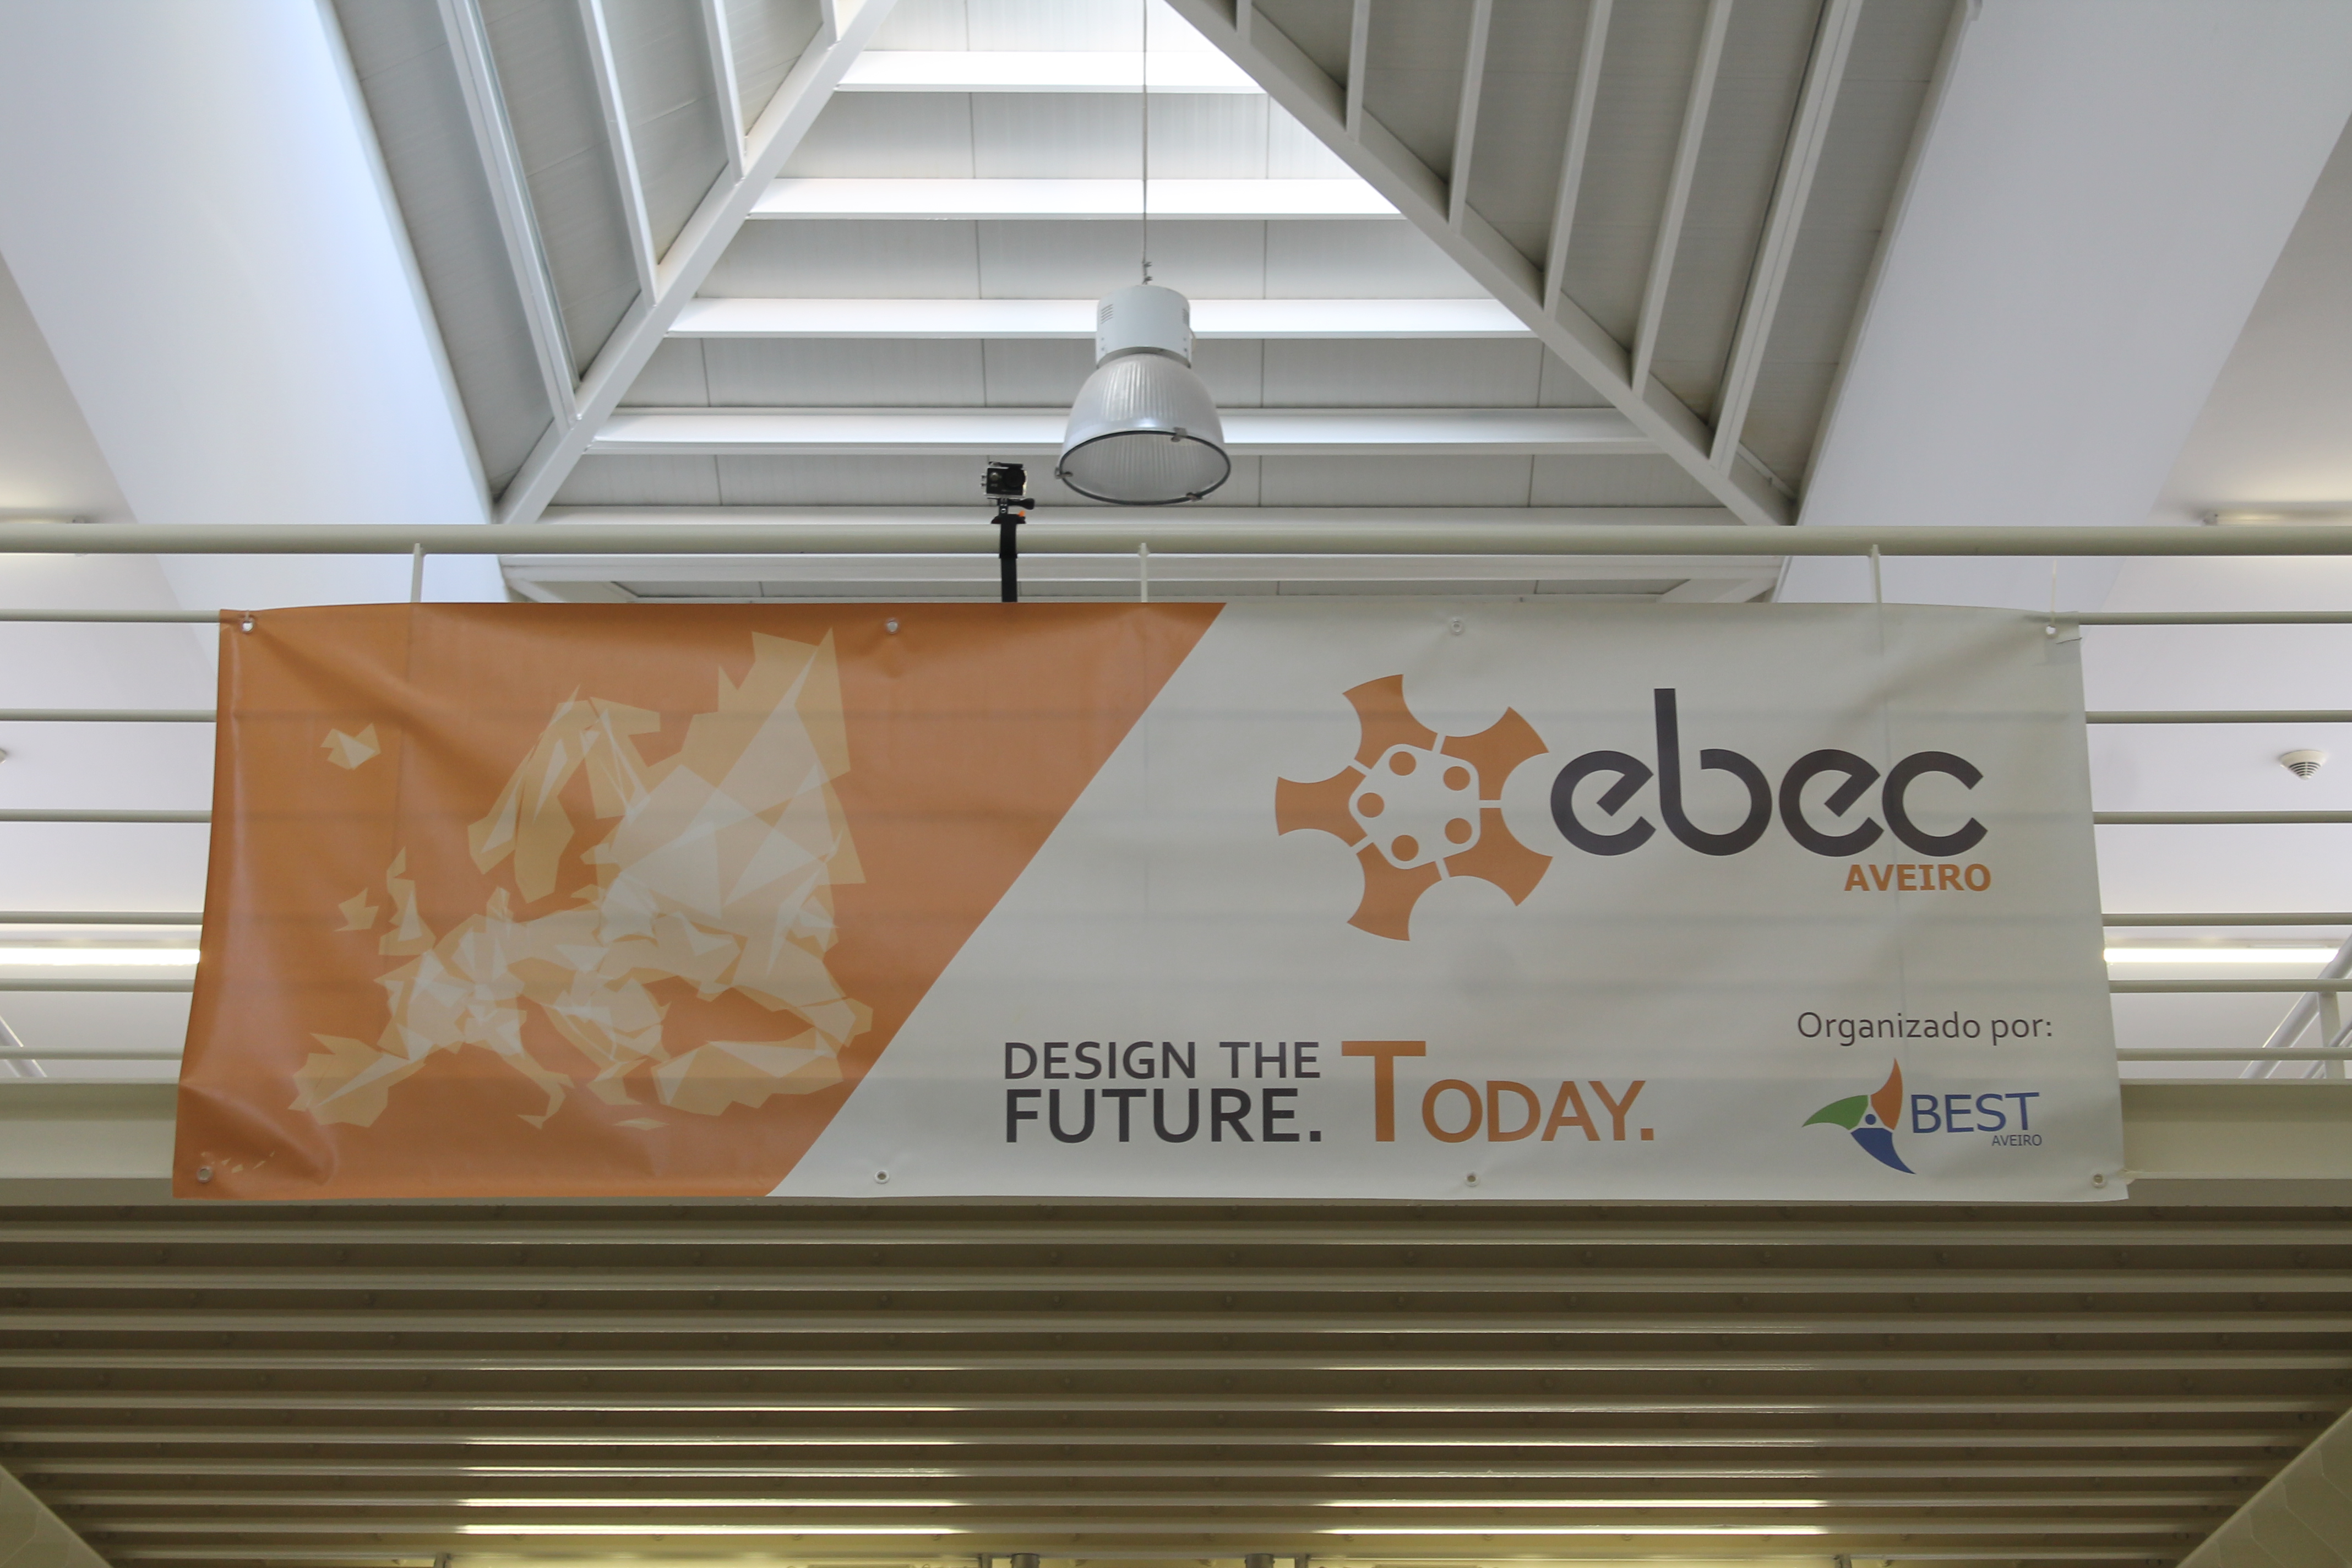 ebec
AVEIRO
DESIGN THE
FUTURE. TODAY.
Organizado por:
BEST
AVEIRO